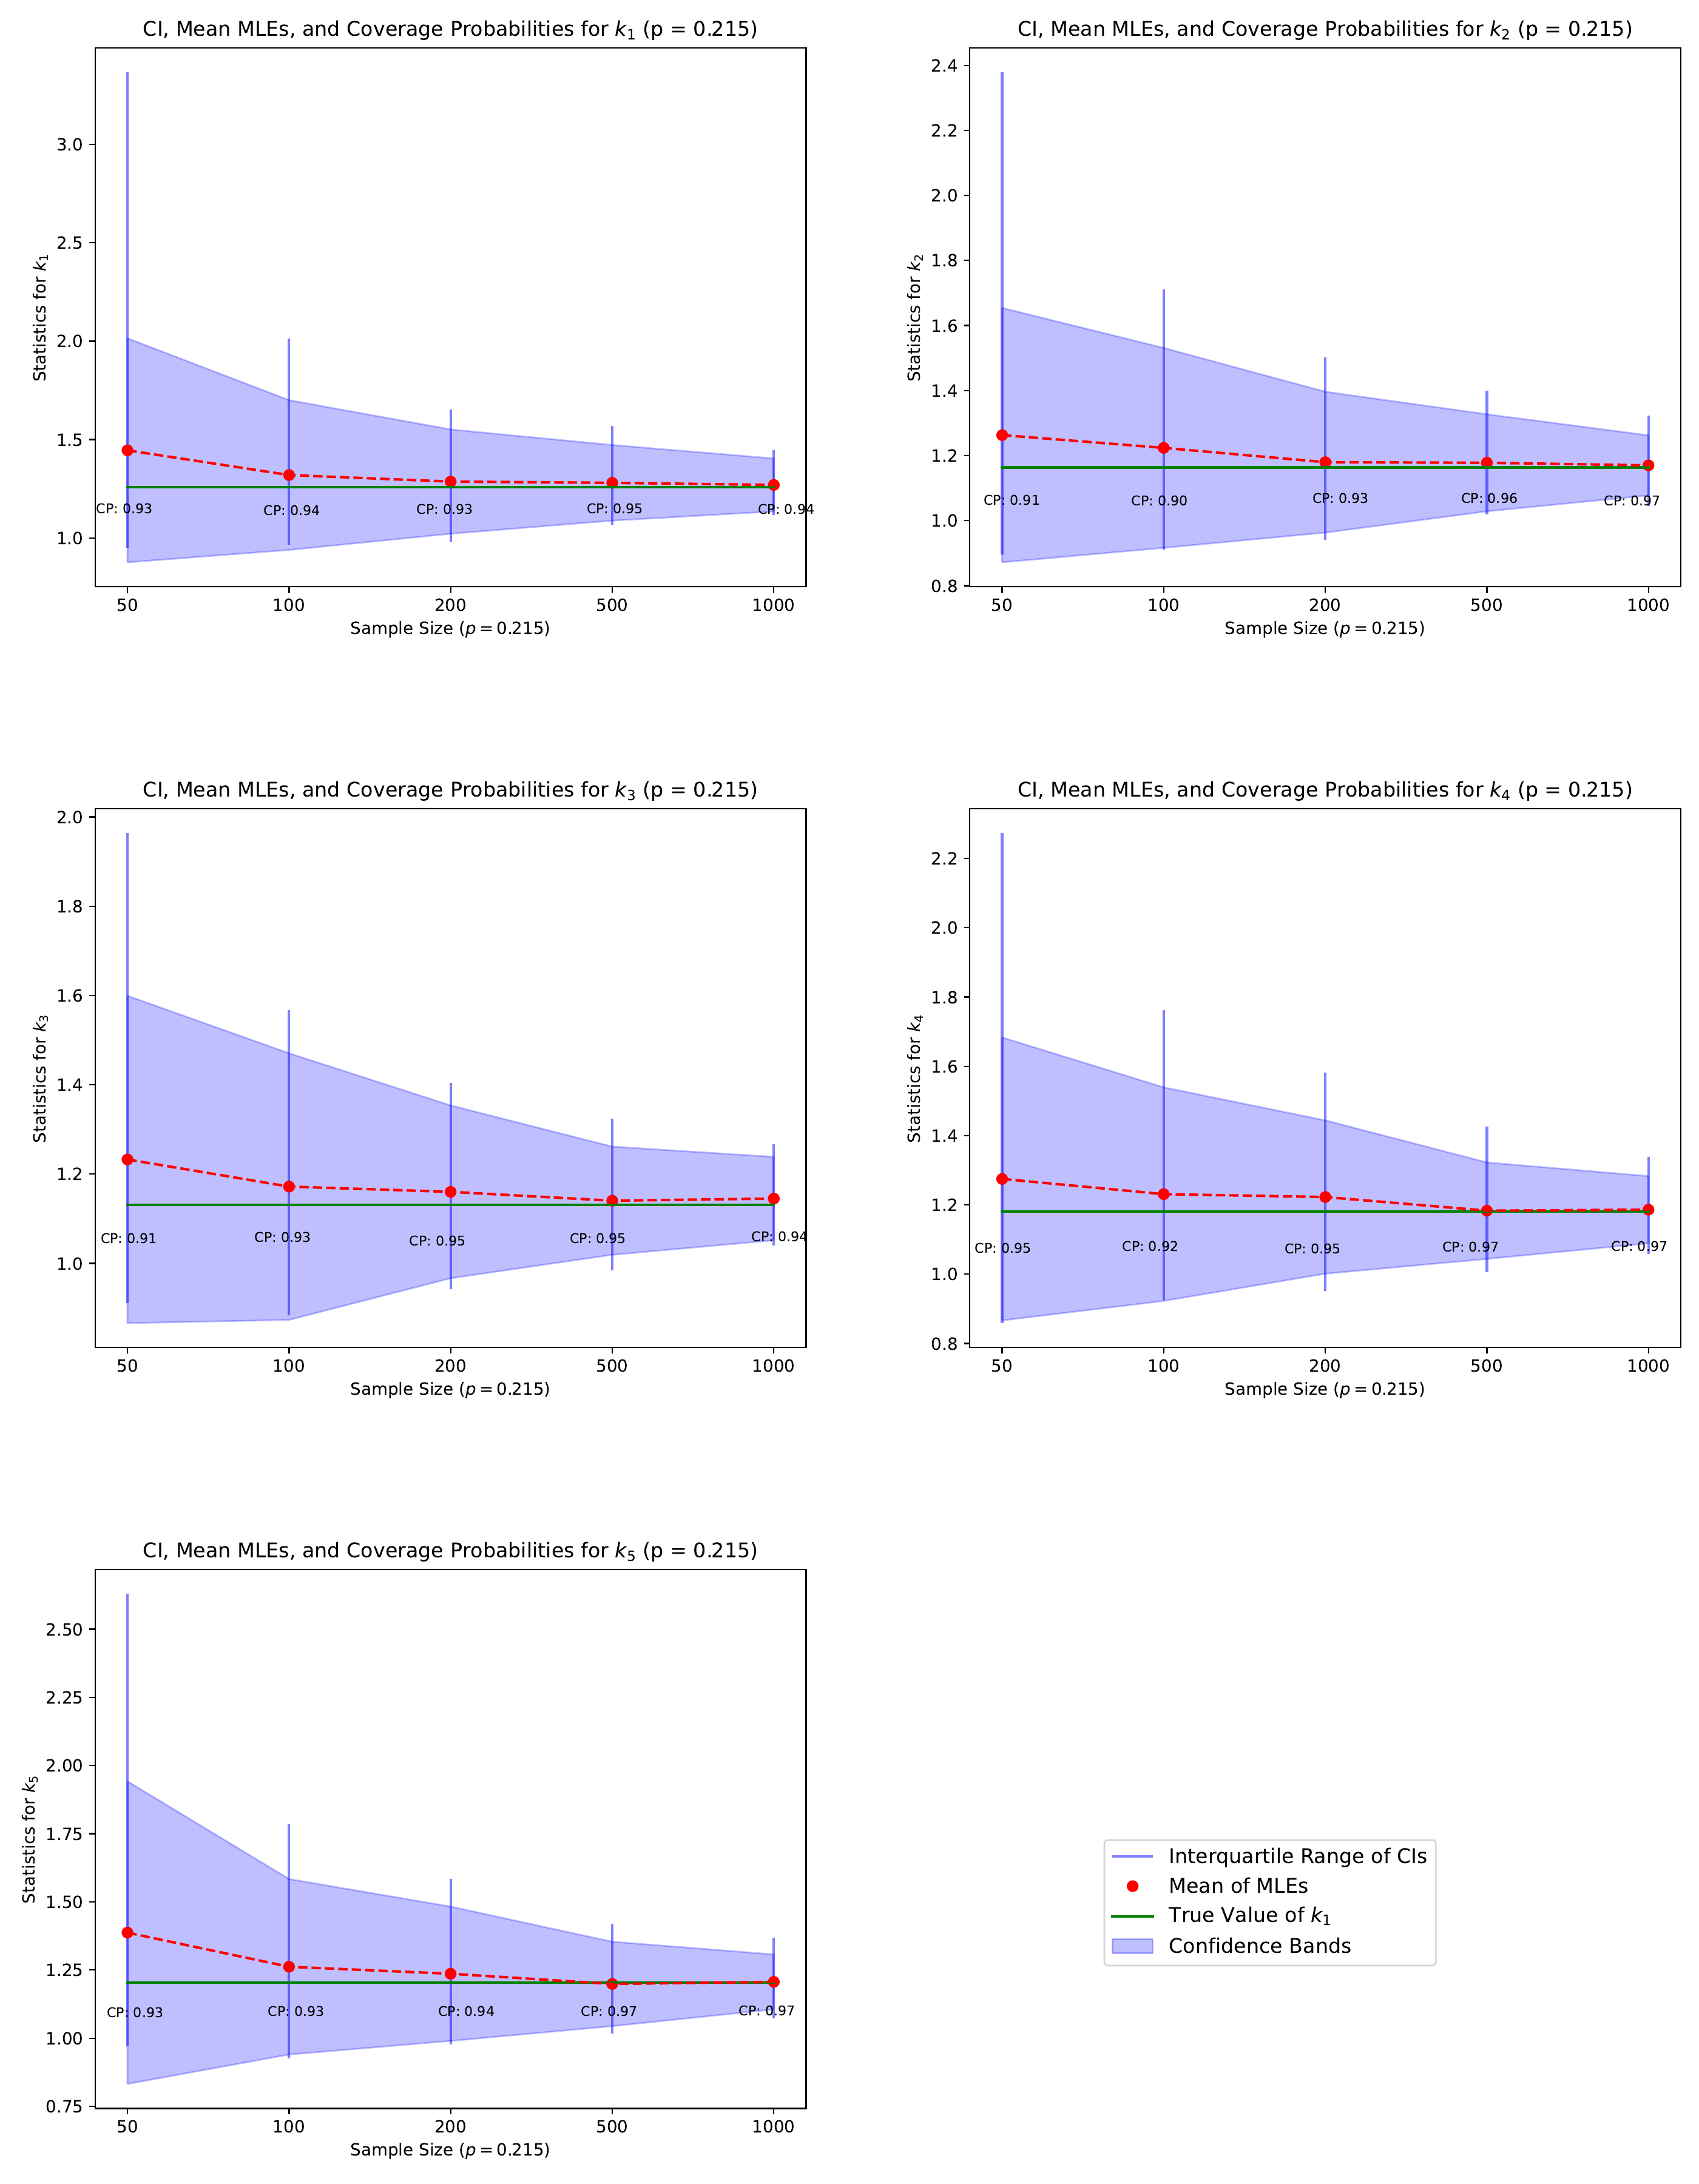 CI, Mean MLEs, and Coverage Probabilities for k₁ (p = 0.215)
Statistics for k₁
3.0
2.5
2.0
1.5
1.0
CP: 0.93
CP: 0.94
CP: 0.93
CP: 0.95
CP: 0.94
50
100
200
500
1000
Sample Size (p = 0.215)
CI, Mean MLEs, and Coverage Probabilities for k₂ (p = 0.215)
Statistics for k₂
2.4
2.2
2.0
1.8
1.6
1.4
1.2
1.0
0.8
CP: 0.91
CP: 0.90
CP: 0.93
CP: 0.96
CP: 0.97
50
100
200
500
1000
Sample Size (p = 0.215)
CI, Mean MLEs, and Coverage Probabilities for k₃ (p = 0.215)
Statistics for k₃
2.0
1.8
1.6
1.4
1.2
1.0
CP: 0.91
CP: 0.93
CP: 0.95
CP: 0.95
CP: 0.94
50
100
200
500
1000
Sample Size (p = 0.215)
CI, Mean MLEs, and Coverage Probabilities for k₄ (p = 0.215)
Statistics for k₄
2.2
2.0
1.8
1.6
1.4
1.2
1.0
0.8
CP: 0.95
CP: 0.92
CP: 0.95
CP: 0.97
CP: 0.97
50
100
200
500
1000
Sample Size (p = 0.215)
CI, Mean MLEs, and Coverage Probabilities for k₅ (p = 0.215)
Statistics for k₅
2.50
2.25
2.00
1.75
1.50
1.25
1.00
0.75
CP: 0.93
CP: 0.93
CP: 0.94
CP: 0.97
CP: 0.97
50
100
200
500
1000
Sample Size (p = 0.215)
Interquartile Range of CIs
Mean of MLEs
True Value of k₁
Confidence Bands